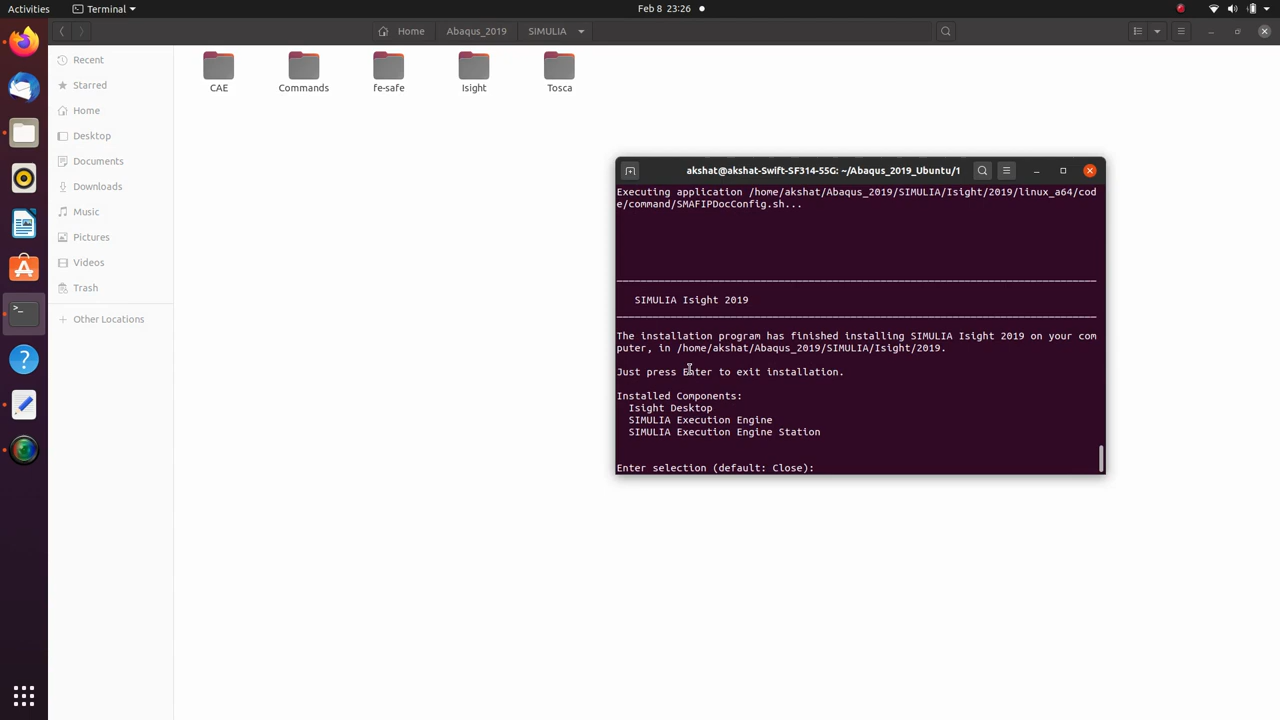 Activities
Terminal
Feb 8 23:26
Home
Abaqus_2019
SIMULIA
Recent
Starred
Home
Desktop
Documents
Downloads
Music
Pictures
Videos
Trash
+ Other Locations
CAE
Commands
fe-safe
Isight
Tosca
akshat@akshat-Swift-SF314-55G: ~/Abaqus_2019_Ubuntu/1
Executing application /home/akshat/Abaqus_2019/SIMULIA/Isight/2019/linux_a64/cod
e/command/SMAFIPDocConfig.sh...
SIMULIA Isight 2019
The installation program has finished installing SIMULIA Isight 2019 on your com
puter, in /home/akshat/Abaqus_2019/SIMULIA/Isight/2019.
Just press Enter to exit installation.
Installed Components:
Isight Desktop
SIMULIA Execution Engine
SIMULIA Execution Engine Station
Enter selection (default: Close):